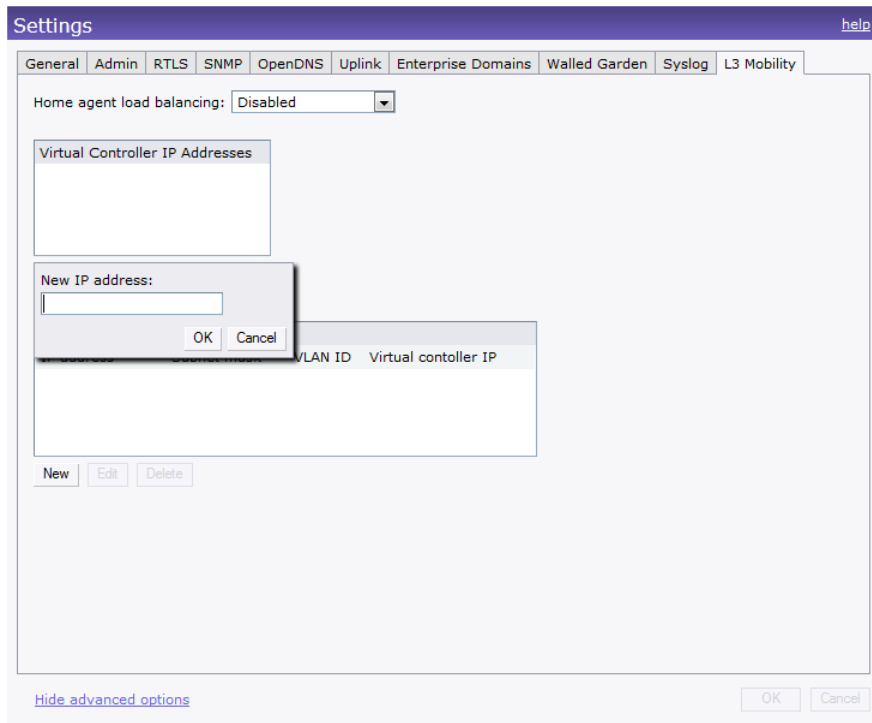 Settings help
General Admin RTLS SNMP OpenDNS Uplink Enterprise Domains Walled Garden Syslog L3 Mobility
Home agent load balancing: Disabled
Virtual Controller IP Addresses
New IP address:
OK Cancel
VLAN ID Virtual contoller IP
New Edit Delete
Hide advanced options OK Cancel